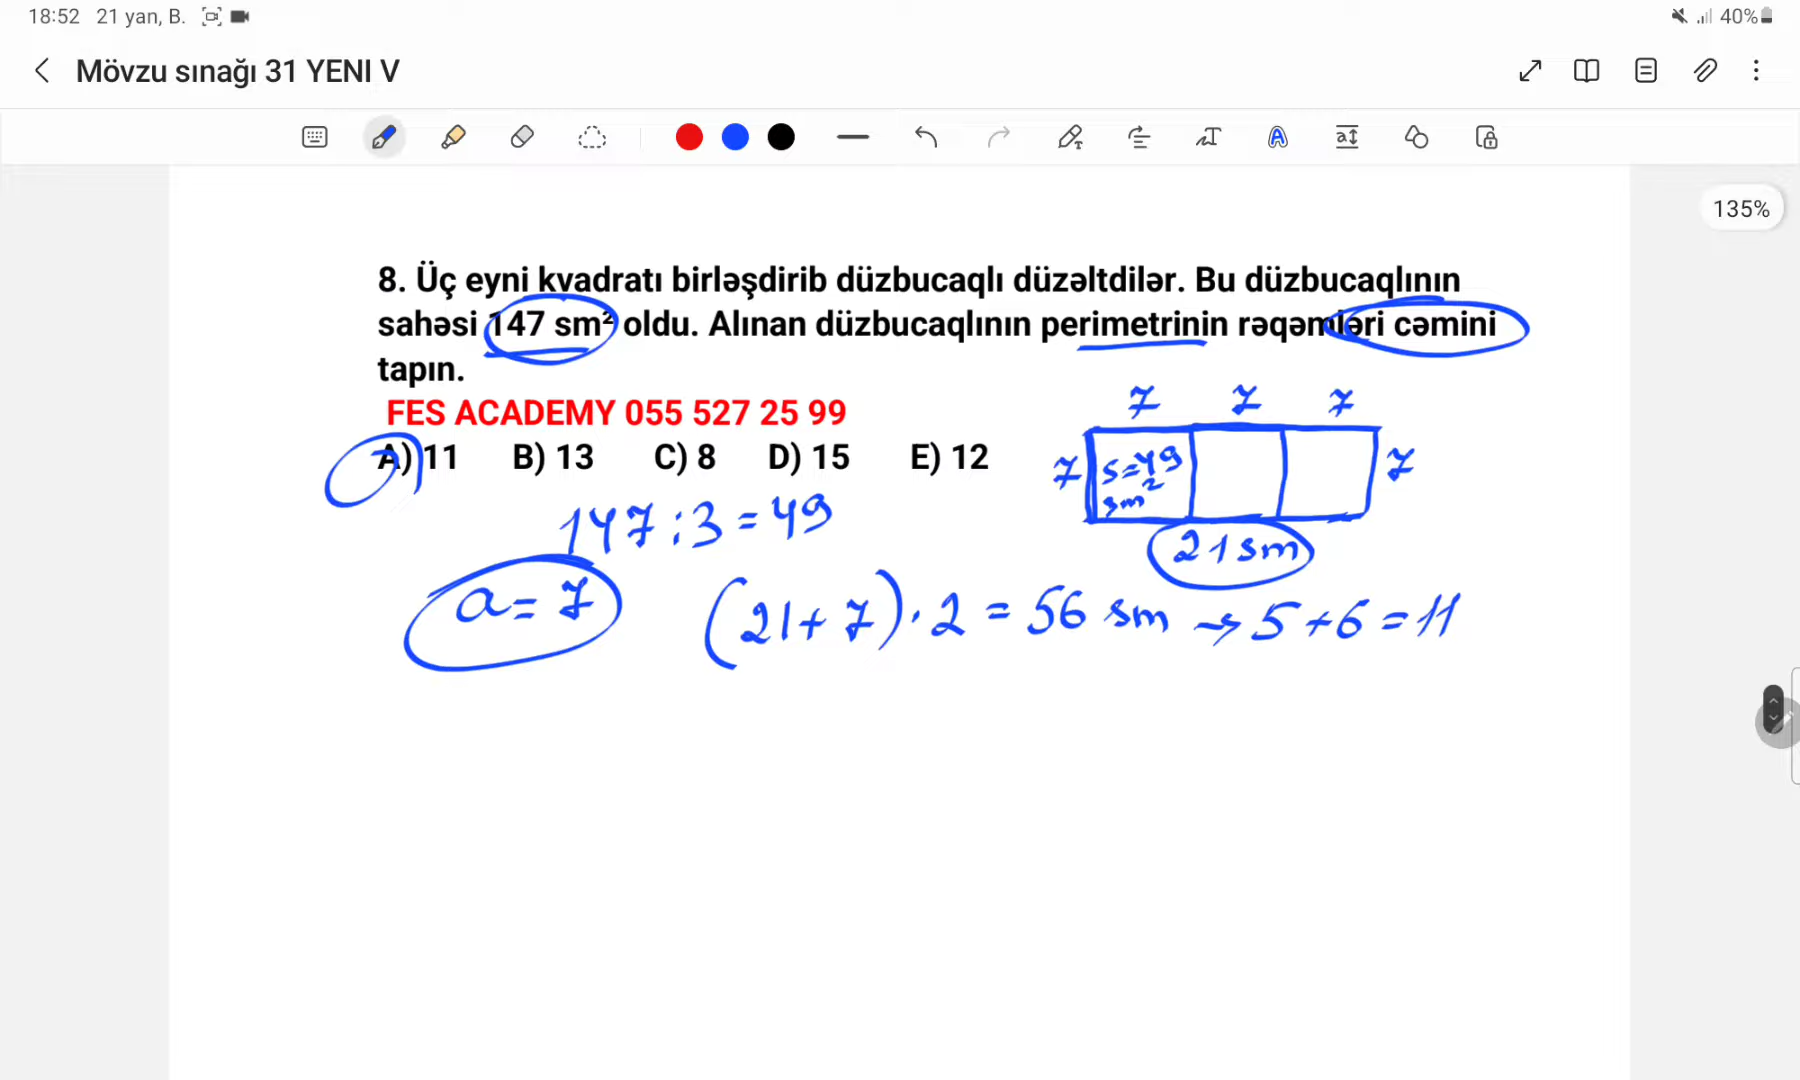 18:52 21 yan, B. 40%
Mövzu sınağı 31 YENI V
135%
8. Üç eyni kvadratı birləşdirib düzbucaqlı düzəltdilər. Bu düzbucaqlının
sahəsi 147 sm² oldu. Alınan düzbucaqlının perimetrinin rəqəmləri cəmini
tapın.
FES ACADEMY 055 527 25 99
A) 11 B) 13 C) 8 D) 15 E) 12
7 7 7
7 S=49 7
sm²
21 sm
147 : 3 = 49
a = 7
(21+7)·2 = 56 sm → 5+6=11